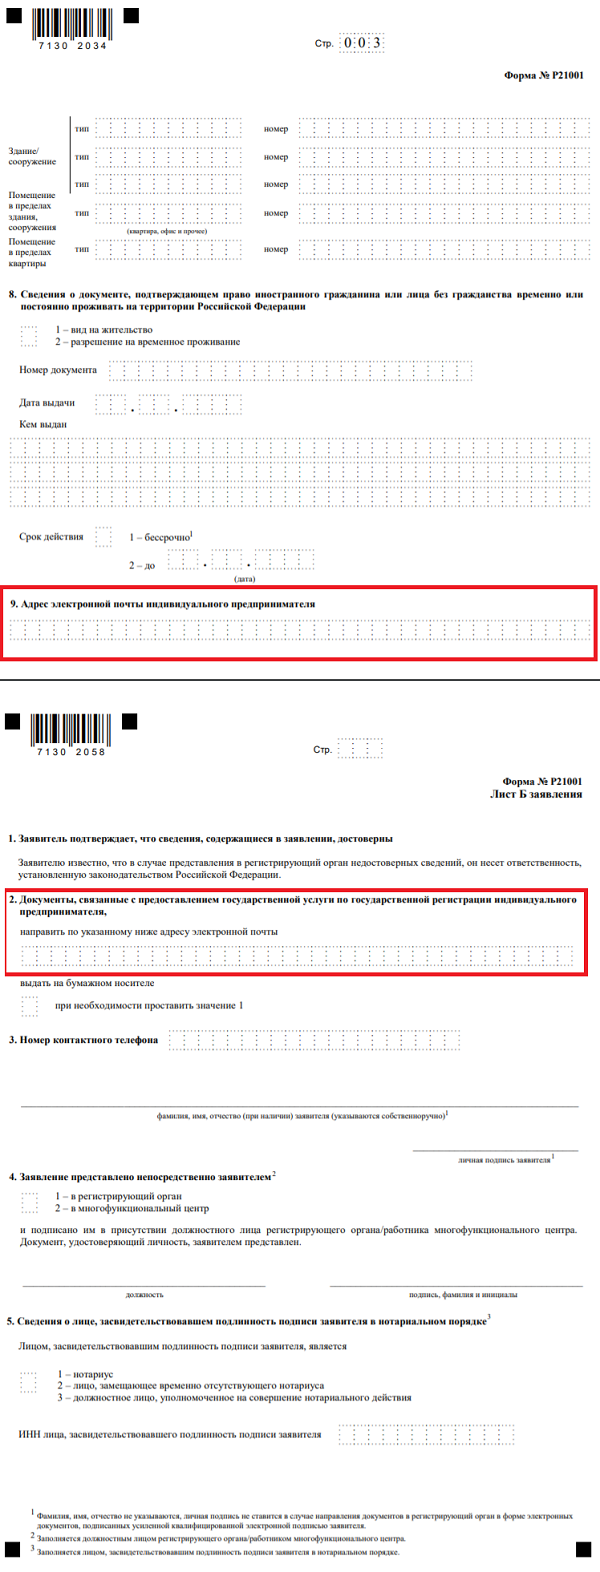 7130 2034
Стр. 003
Форма № Р21001
тип номер
Здание/
сооружение
тип номер
тип номер
Помещение
в пределах
здания,
сооружения
тип номер
(квартира, офис и прочее)
Помещение
в пределах
квартиры
тип номер
8. Сведения о документе, подтверждающем право иностранного гражданина или лица без гражданства временно или
постоянно проживать на территории Российской Федерации
1 – вид на жительство
2 – разрешение на временное проживание
Номер документа
Дата выдачи . .
Кем выдан
Срок действия 1 – бессрочно1
2 – до . .
(дата)
9. Адрес электронной почты индивидуального предпринимателя
7130 2058
Стр.
Форма № Р21001
Лист Б заявления
1. Заявитель подтверждает, что сведения, содержащиеся в заявлении, достоверны
Заявителю известно, что в случае представления в регистрирующий орган недостоверных сведений, он несет ответственность,
установленную законодательством Российской Федерации.
2. Документы, связанные с предоставлением государственной услуги по государственной регистрации индивидуального
предпринимателя,
направить по указанному ниже адресу электронной почты
выдать на бумажном носителе
при необходимости проставить значение 1
3. Номер контактного телефона
фамилия, имя, отчество (при наличии) заявителя (указываются собственноручно)1
личная подпись заявителя1
4. Заявление представлено непосредственно заявителем2
1 – в регистрирующий орган
2 – в многофункциональный центр
и подписано им в присутствии должностного лица регистрирующего органа/работника многофункционального центра.
Документ, удостоверяющий личность, заявителем представлен.
должность подпись, фамилия и инициалы
5. Сведения о лице, засвидетельствовавшем подлинность подписи заявителя в нотариальном порядке3
Лицом, засвидетельствовавшим подлинность подписи заявителя, является
1 – нотариус
2 – лицо, замещающее временно отсутствующего нотариуса
3 – должностное лицо, уполномоченное на совершение нотариального действия
ИНН лица, засвидетельствовавшего подлинность подписи заявителя
1 Фамилия, имя, отчество не указываются, личная подпись не ставится в случае направления документов в регистрирующий орган в форме электронных
документов, подписанных усиленной квалифицированной электронной подписью заявителя.
2 Заполняется должностным лицом регистрирующего органа/работником многофункционального центра.
3 Заполняется лицом, засвидетельствовавшим подлинность подписи заявителя в нотариальном порядке.